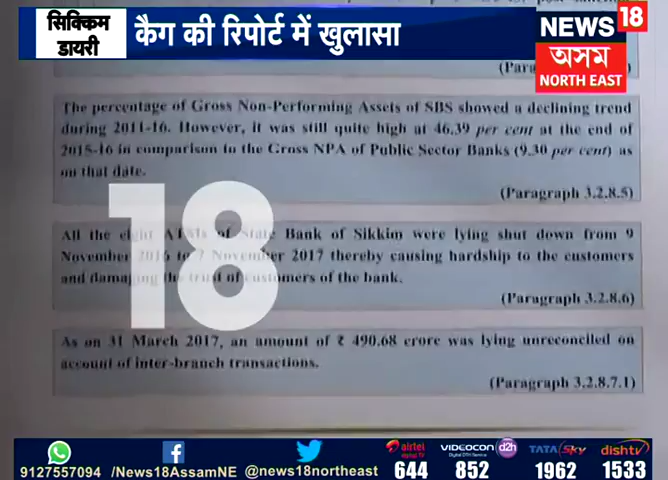 सिक्किम
डायरी
कैग की रिपोर्ट में खुलासा
NEWS 18
অসম
NORTH EAST
The percentage of Gross Non-Performing Assets of SBS showed a declining trend
during 2011-16. However, it was still quite high at 46.39 per cent at the end of
2015-16 in comparison to the Gross NPA of Public Sector Banks (9.30 per cent) as
on that date.
(Paragraph 3.2.8.5)
All the eight ATMs of State Bank of Sikkim were lying shut down from 9
November 2016 to 7 November 2017 thereby causing hardship to the customers
and damaging the trust of customers of the bank.
(Paragraph 3.2.8.6)
As on 31 March 2017, an amount of ₹ 490.68 crore was lying unreconciled on
account of inter-branch transactions.
(Paragraph 3.2.8.7.1)
18
9127557094 /News18AssamNE @news18northeast
airtel digital TV 644
VIDEOCON d2h 852
TATA Sky 1962
dishtv 1533